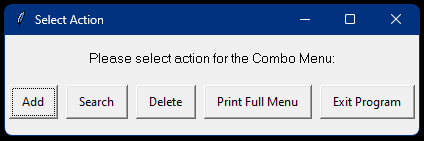 Select Action
Please select action for the Combo Menu:
Add Search Delete Print Full Menu Exit Program